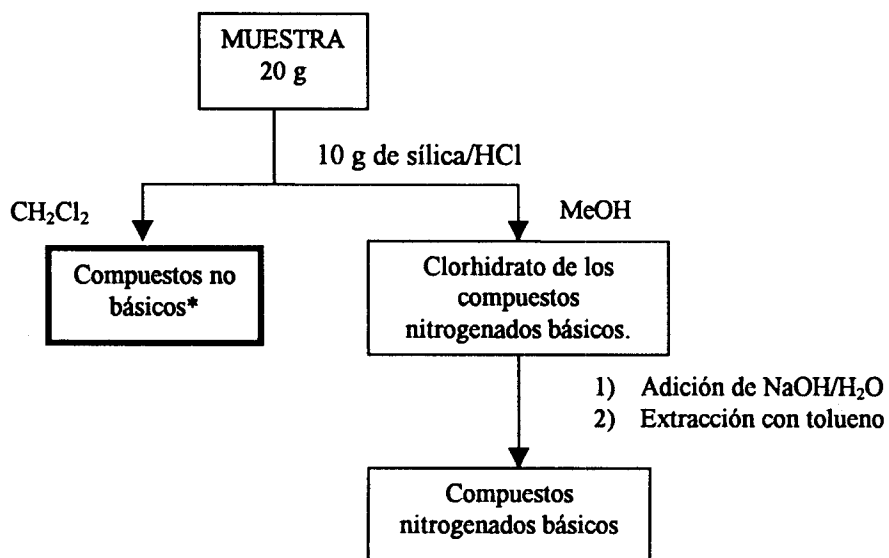 MUESTRA
20 g
10 g de sílica/HCl
CH₂Cl₂
MeOH
Compuestos no
básicos*
Clorhidrato de los
compuestos
nitrogenados básicos.
1) Adición de NaOH/H₂O
2) Extracción con tolueno
Compuestos
nitrogenados básicos